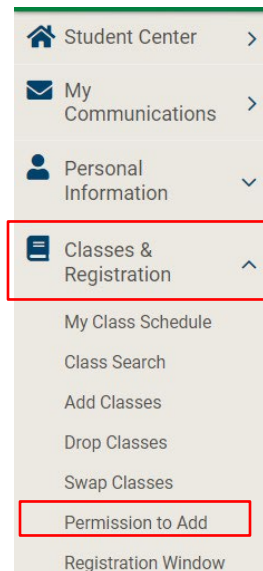 Student Center
My
Communications
Personal
Information
Classes &
Registration
My Class Schedule
Class Search
Add Classes
Drop Classes
Swap Classes
Permission to Add
Registration Window